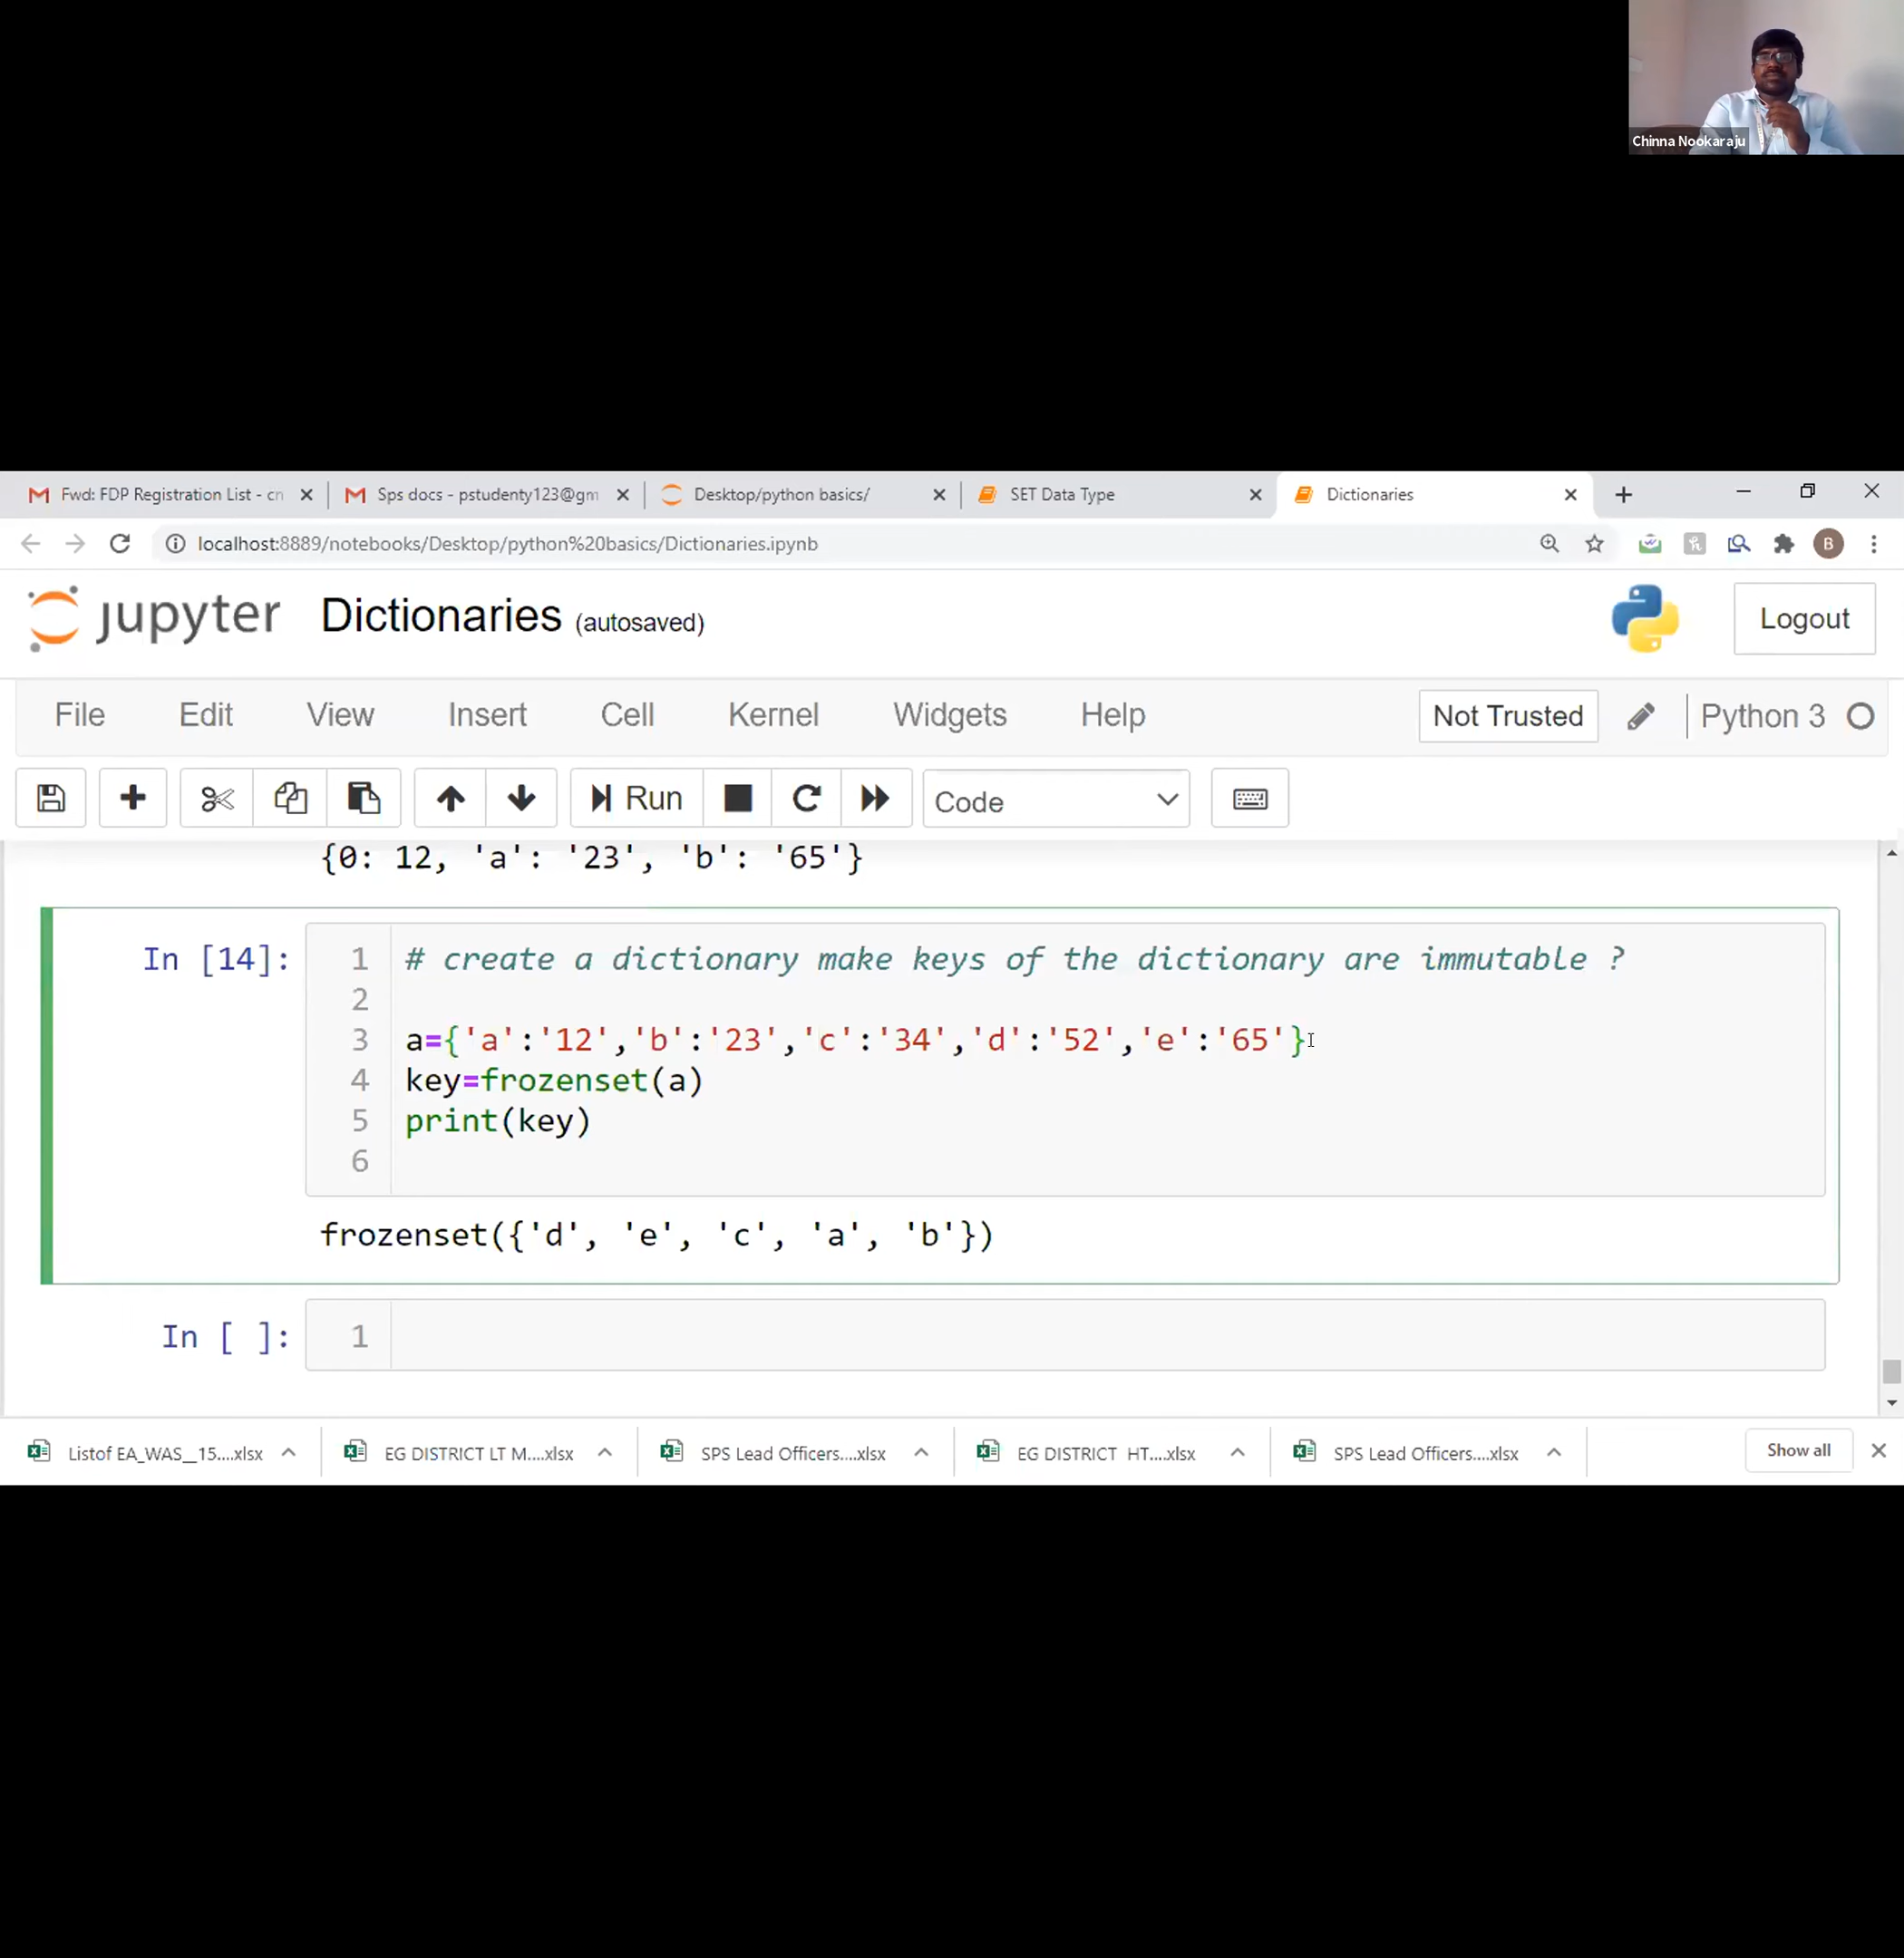 Chinna Nookaraju
Fwd: FDP Registration List - cn
Sps docs - pstudenty123@gm
Desktop/python basics/
SET Data Type
Dictionaries
localhost:8889/notebooks/Desktop/python%20basics/Dictionaries.ipynb
B
jupyter Dictionaries (autosaved)
Logout
File Edit View Insert Cell Kernel Widgets Help
Not Trusted
Python 3
Run
Code
{0: 12, 'a': '23', 'b': '65'}
In [14]:
1 # create a dictionary make keys of the dictionary are immutable ?
2
3 a={'a':'12','b':'23','c':'34','d':'52','e':'65'}
4 key=frozenset(a)
5 print(key)
6
frozenset({'d', 'e', 'c', 'a', 'b'})
In [ ]: 1
Listof EA_WAS__15....xlsx
EG DISTRICT LT M....xlsx
SPS Lead Officers....xlsx
EG DISTRICT HT....xlsx
SPS Lead Officers....xlsx
Show all